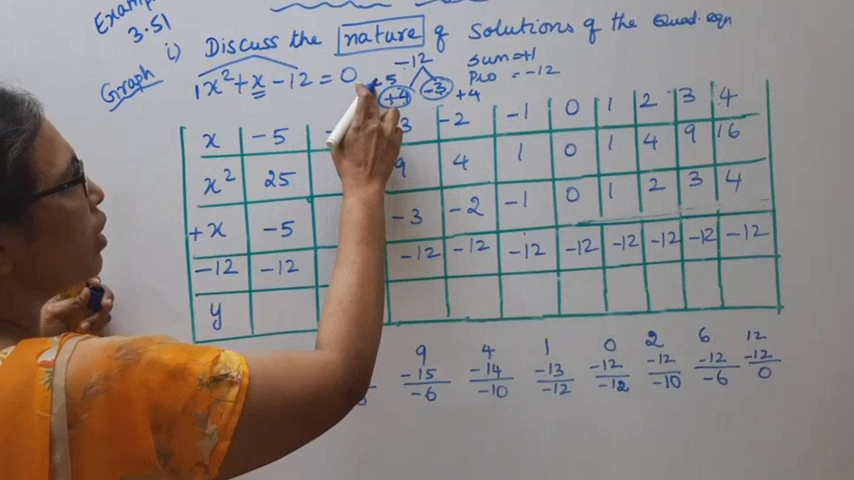 Example
3.51
i) Discuss the nature of Solutions of the Quad. eqn
Graph
1x² + x - 12 = 0
-12
+4 -3
+4
Sum = +1
Pro = -12
x -5 -3 -2 -1 0 1 2 3 4
x² 25 9 4 1 0 1 4 9 16
+x -5 -3 -2 -1 0 1 2 3 4
-12 -12 -12 -12 -12 -12 -12 -12 -12 -12
y
9 4 1 0 2 6 12
-15 -14 -13 -12 -12 -12 -12
-6 -10 -12 -12 -10 -6 0